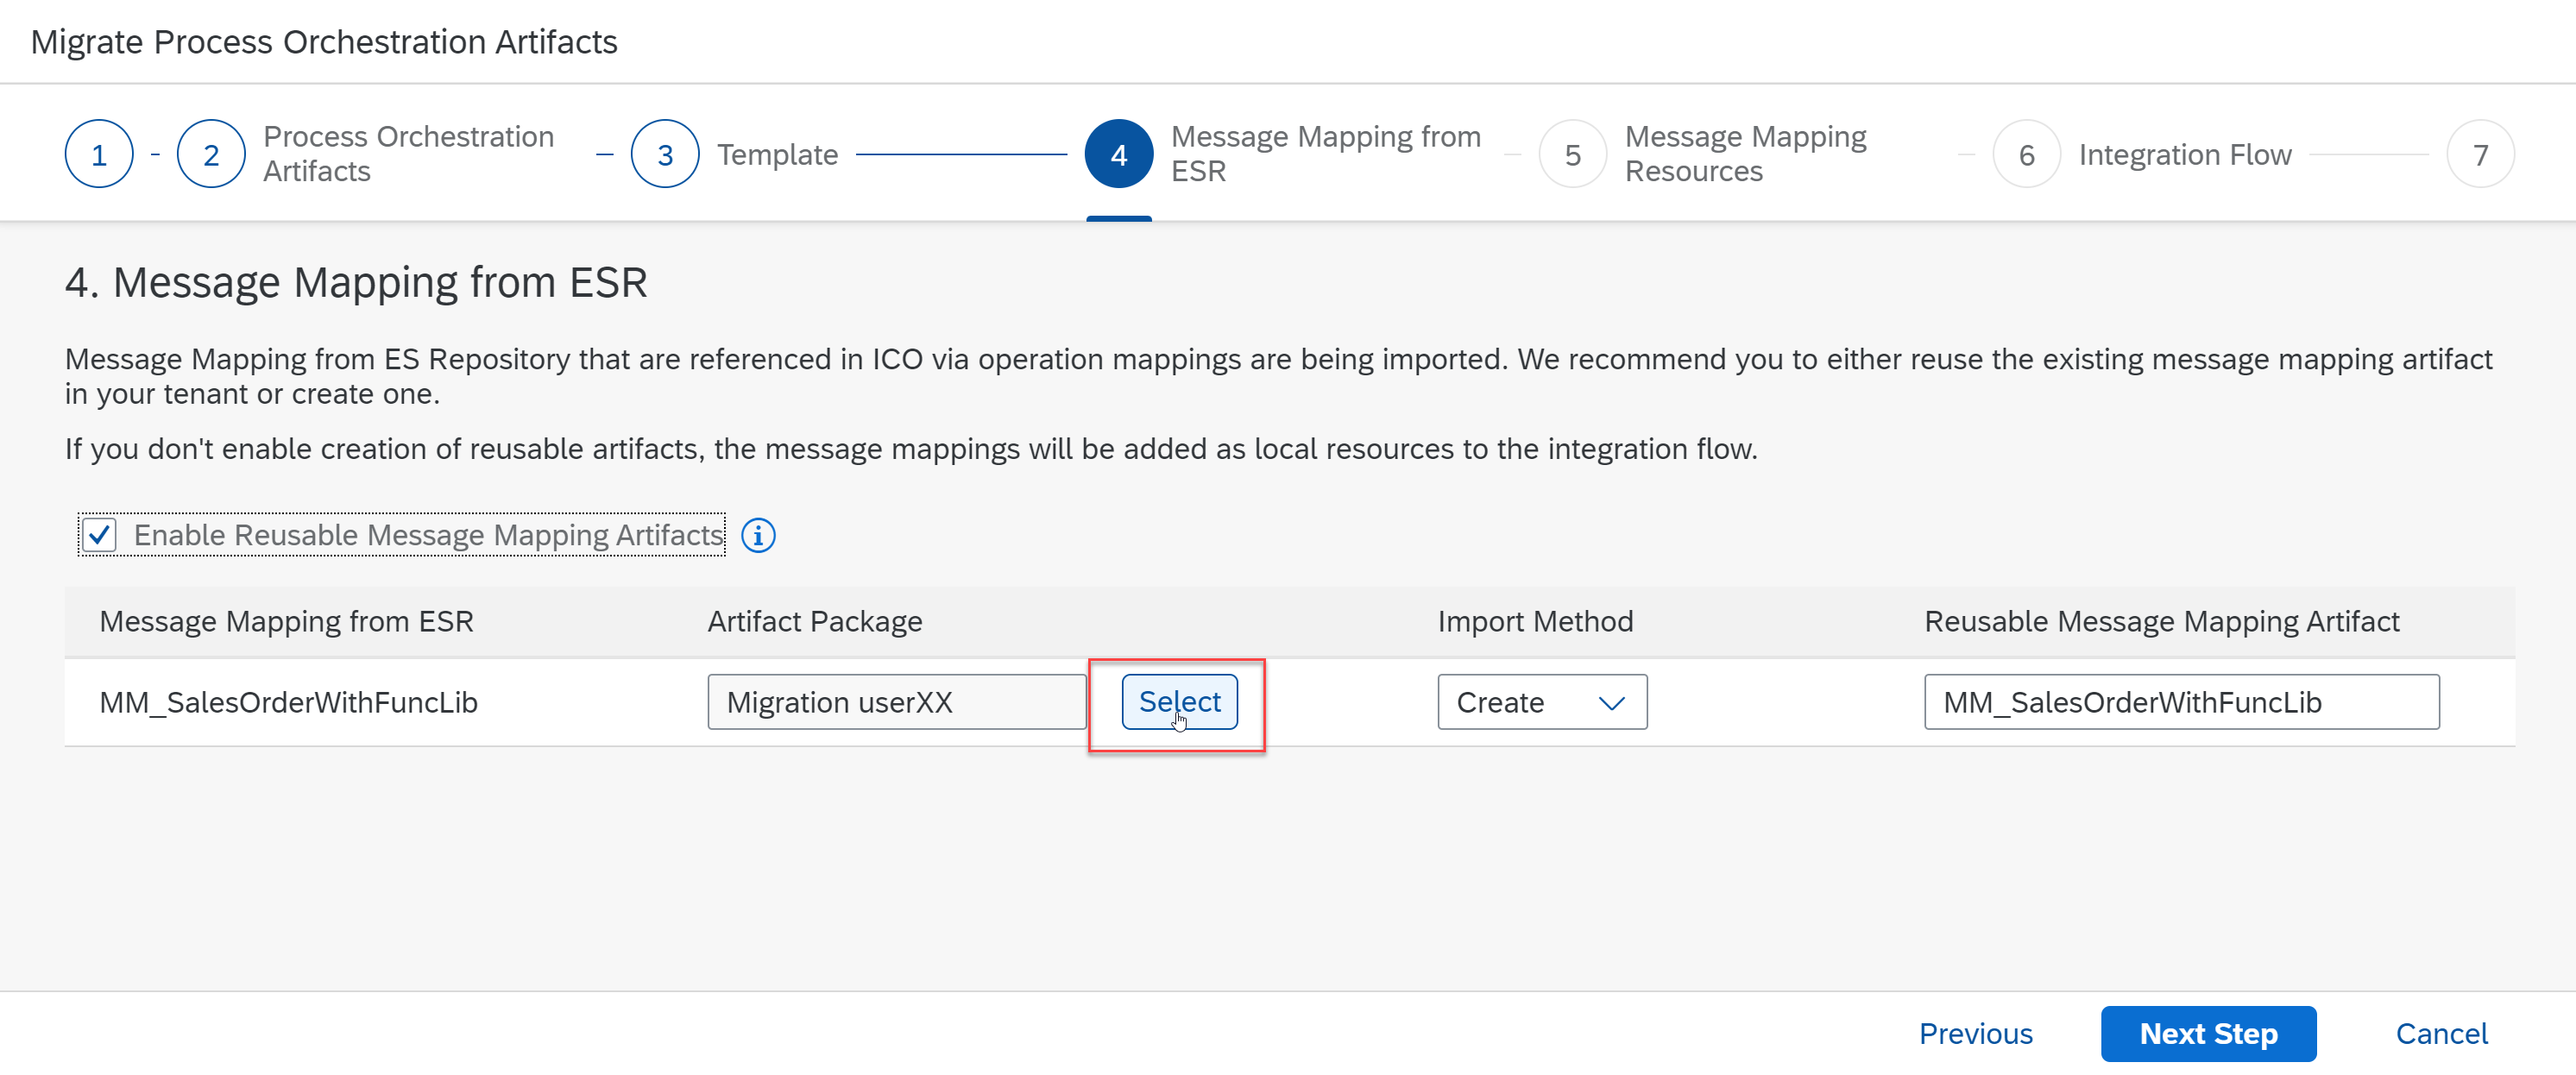 Migrate Process Orchestration Artifacts
1
2
Process Orchestration
Artifacts
3
Template
4
Message Mapping from
ESR
5
Message Mapping
Resources
6
Integration Flow
7
4. Message Mapping from ESR
Message Mapping from ES Repository that are referenced in ICO via operation mappings are being imported. We recommend you to either reuse the existing message mapping artifact
in your tenant or create one.
If you don't enable creation of reusable artifacts, the message mappings will be added as local resources to the integration flow.
Enable Reusable Message Mapping Artifacts
Message Mapping from ESR
Artifact Package
Import Method
Reusable Message Mapping Artifact
MM_SalesOrderWithFuncLib
Migration userXX
Select
Create
MM_SalesOrderWithFuncLib
Previous
Next Step
Cancel